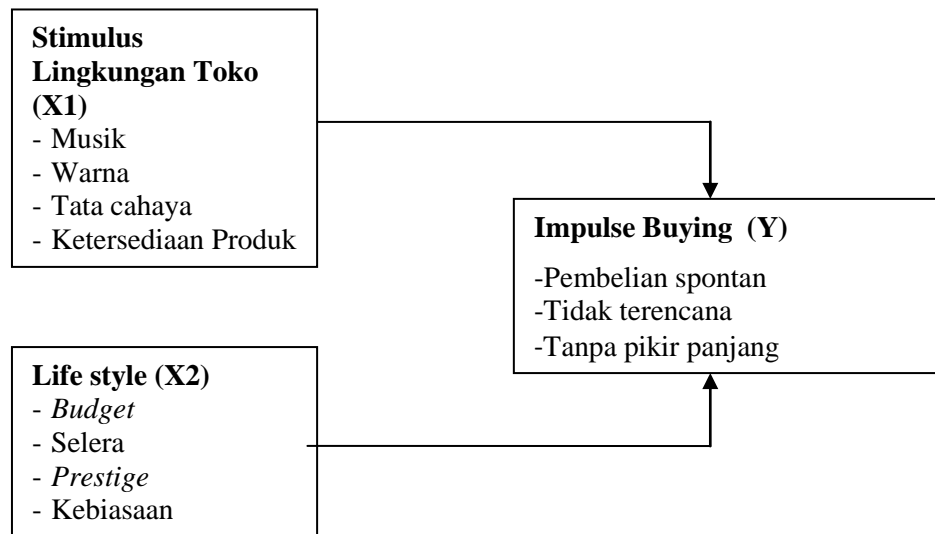 Stimulus
Lingkungan Toko
(X1)
- Musik
- Warna
- Tata cahaya
- Ketersediaan Produk
Impulse Buying (Y)
-Pembelian spontan
-Tidak terencana
-Tanpa pikir panjang
Life style (X2)
- Budget
- Selera
- Prestige
- Kebiasaan